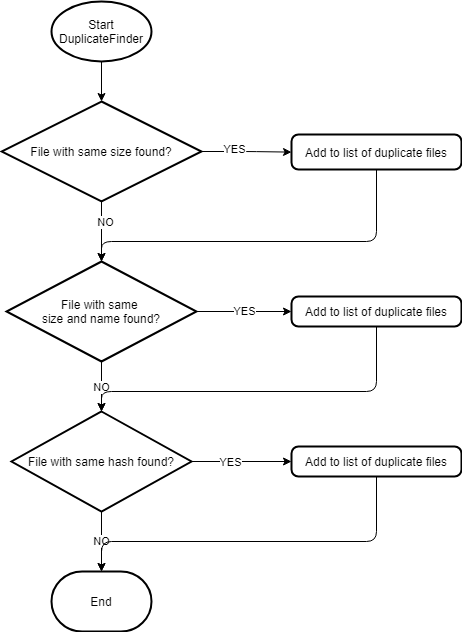 Start
DuplicateFinder
File with same size found?
YES
Add to list of duplicate files
NO
File with same
size and name found?
YES
Add to list of duplicate files
NO
File with same hash found?
YES
Add to list of duplicate files
NO
End